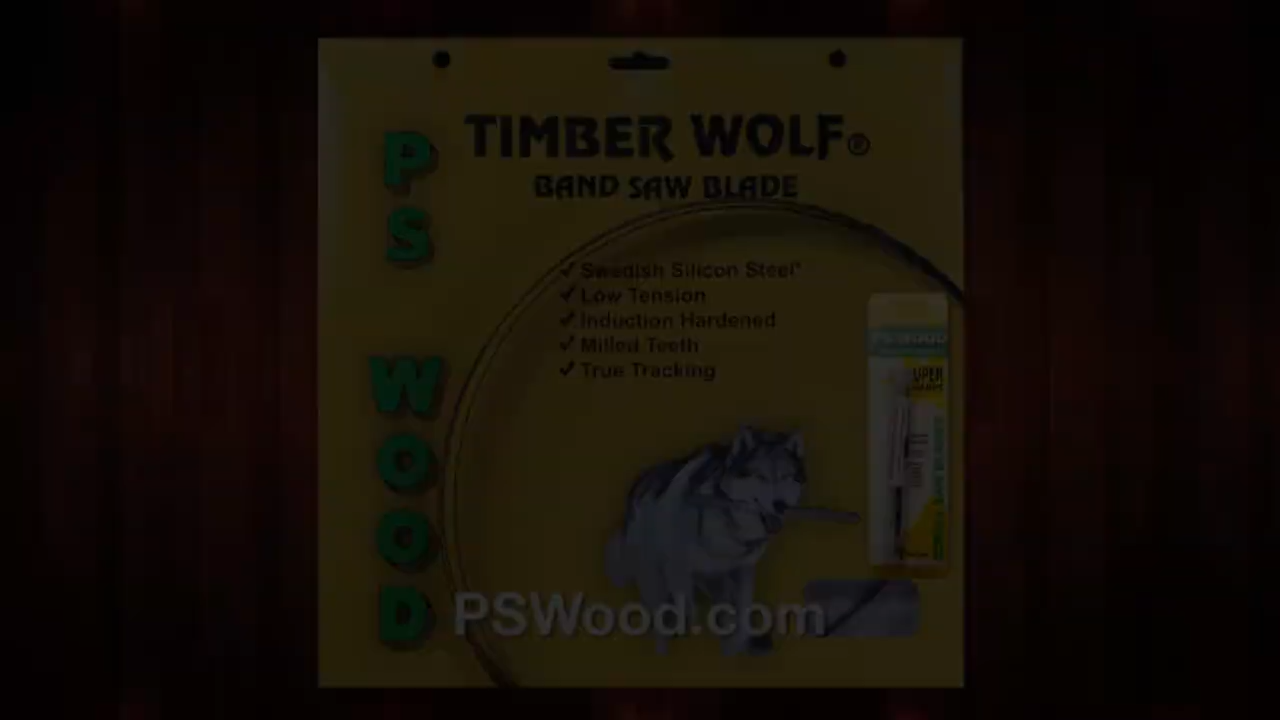 TIMBER WOLF®
BAND SAW BLADE
PS WOOD
✓ Swedish Silicon Steel*
✓ Low Tension
✓ Induction Hardened
✓ Milled Teeth
✓ True Tracking
PSWOOD
PSWood.com